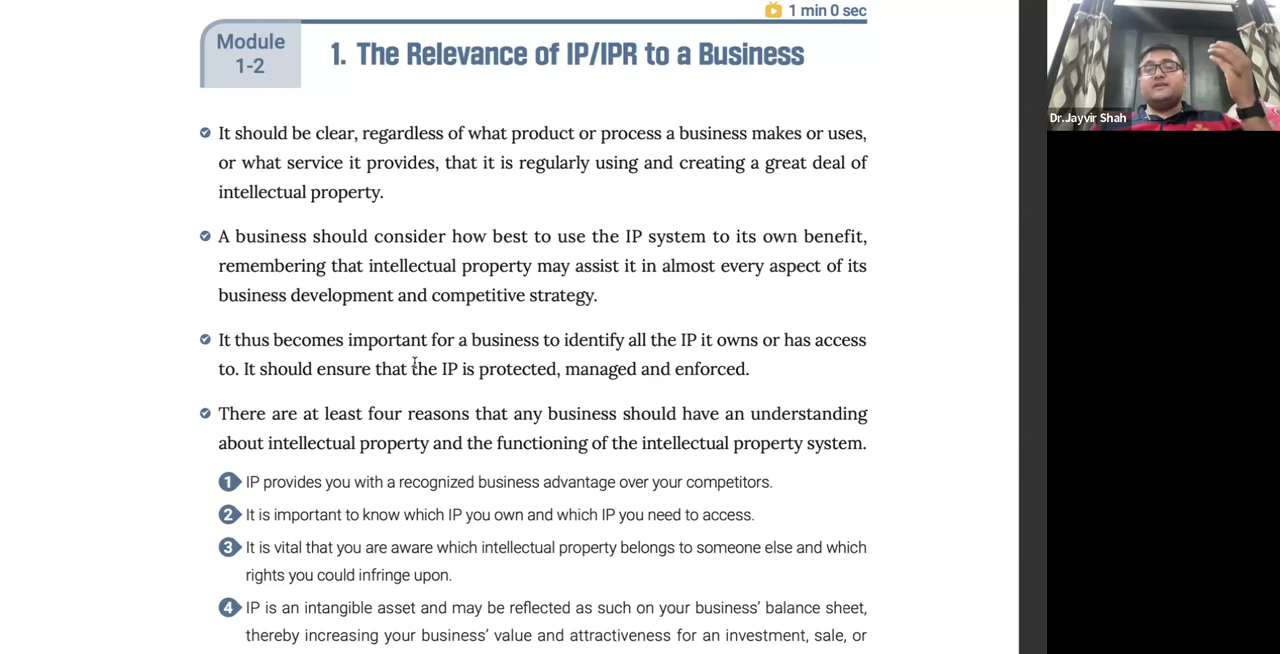 1 min 0 sec
Module
1-2
1. The Relevance of IP/IPR to a Business
It should be clear, regardless of what product or process a business makes or uses,
or what service it provides, that it is regularly using and creating a great deal of
intellectual property.
A business should consider how best to use the IP system to its own benefit,
remembering that intellectual property may assist it in almost every aspect of its
business development and competitive strategy.
It thus becomes important for a business to identify all the IP it owns or has access
to. It should ensure that the IP is protected, managed and enforced.
There are at least four reasons that any business should have an understanding
about intellectual property and the functioning of the intellectual property system.
1 IP provides you with a recognized business advantage over your competitors.
2 It is important to know which IP you own and which IP you need to access.
3 It is vital that you are aware which intellectual property belongs to someone else and which
rights you could infringe upon.
4 IP is an intangible asset and may be reflected as such on your business’ balance sheet,
thereby increasing your business’ value and attractiveness for an investment, sale, or
Dr.Jayvir Shah